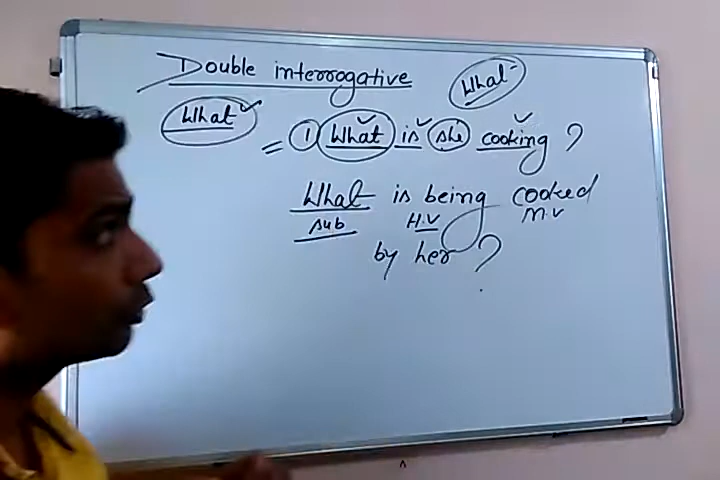 Double interrogative What
What = 1 What is she cooking ?
What is being cooked
sub H.V M.V
by her ?